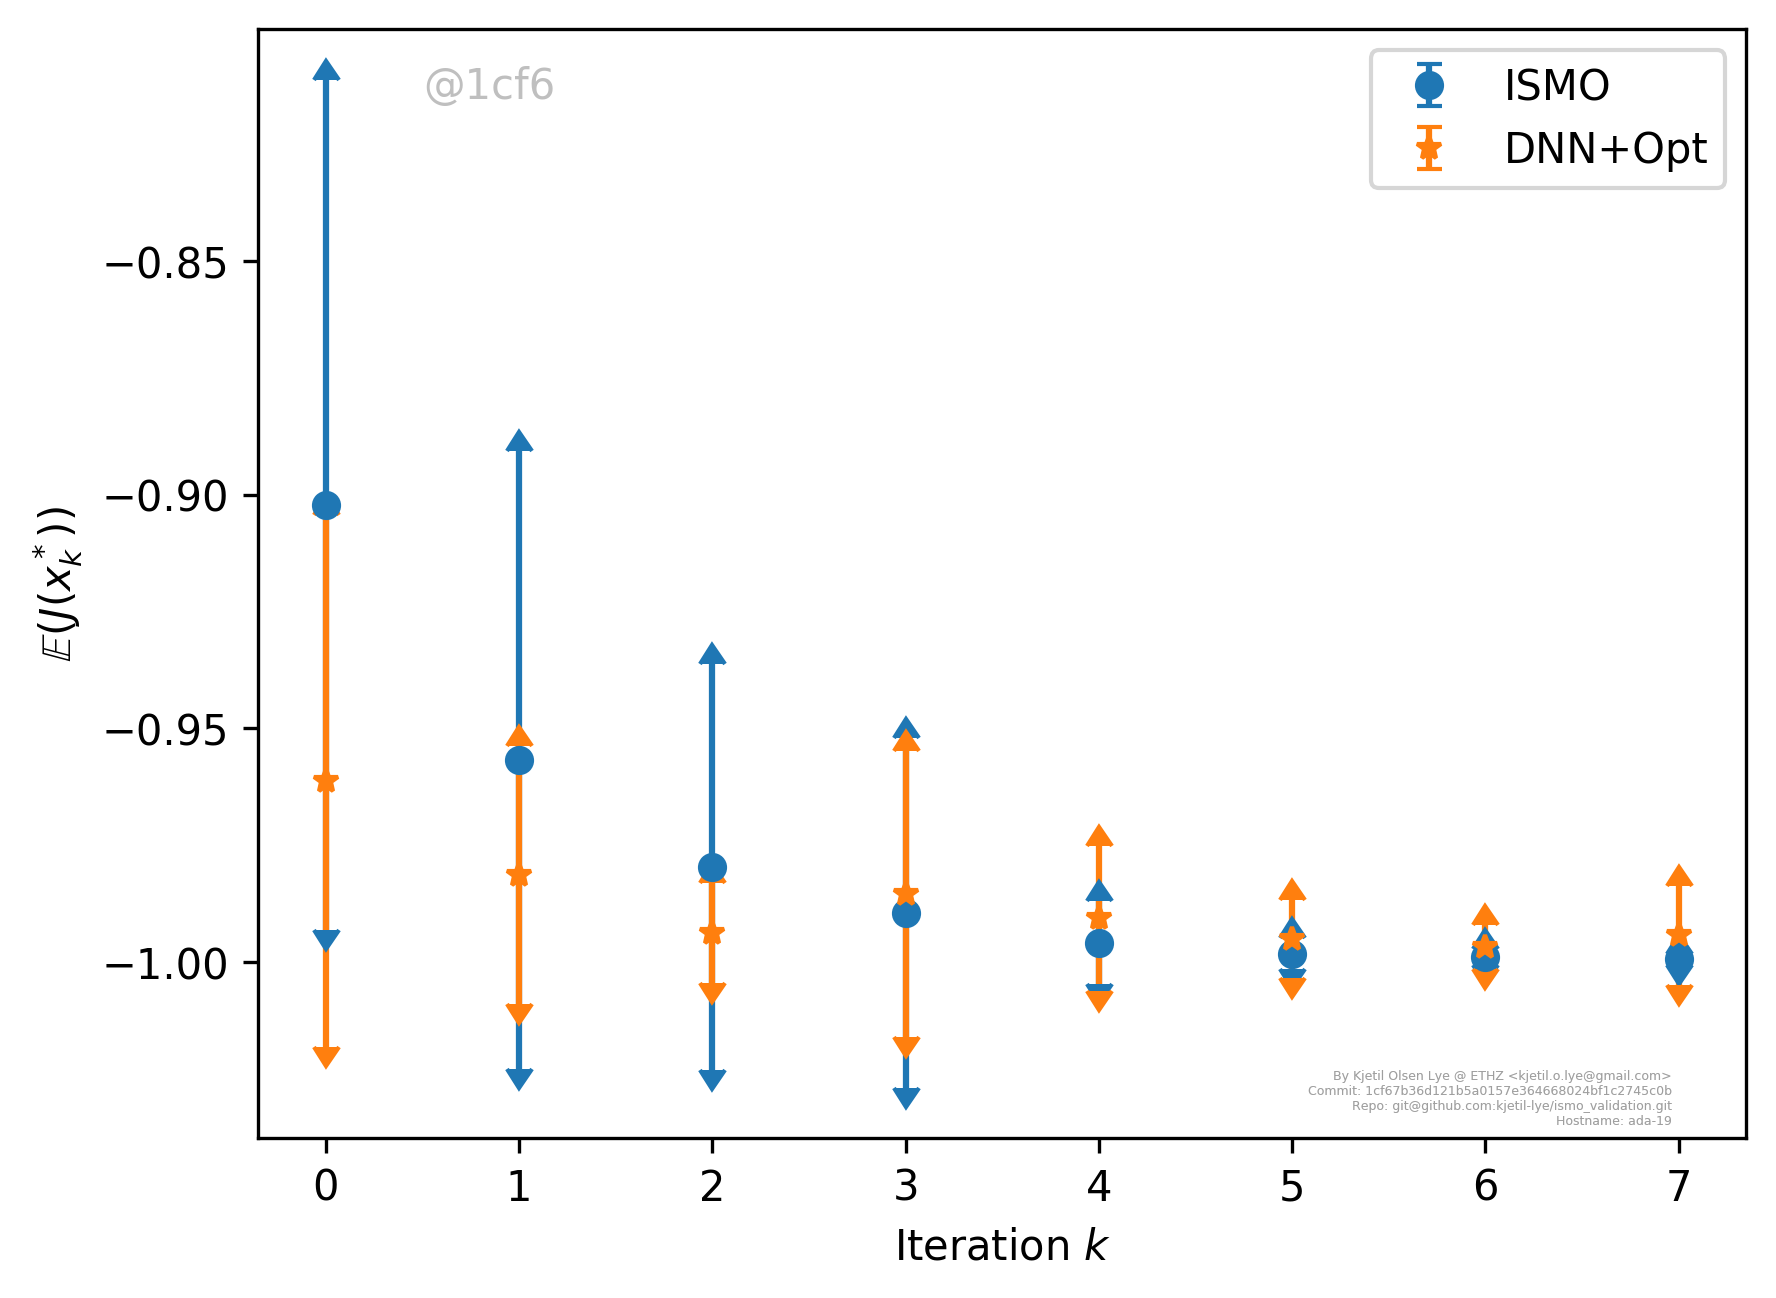 @1cf6
ISMO
DNN+Opt
−0.85
−0.90
−0.95
−1.00
𝔼(J(x*k))
0 1 2 3 4 5 6 7
Iteration k
By Kjetil Olsen Lye @ ETHZ <kjetil.o.lye@gmail.com>
Commit: 1cf67b36d121b5a0157e364668024bf1c2745c0b
Repo: git@github.com:kjetil-lye/ismo_validation.git
Hostname: ada-19